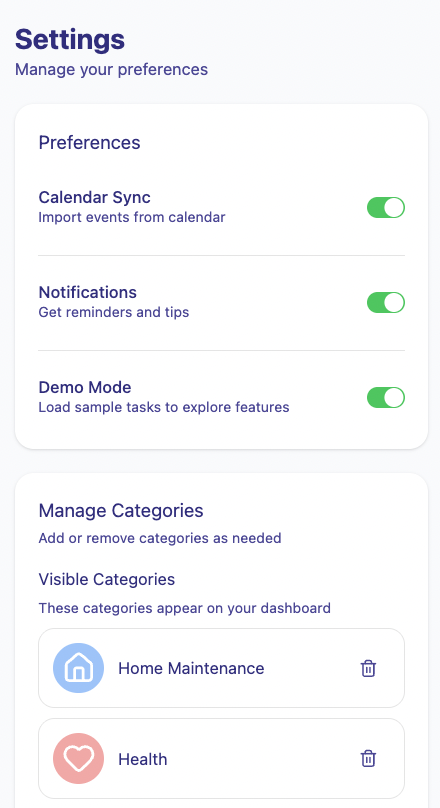 Settings
Manage your preferences
Preferences
Calendar Sync
Import events from calendar
Notifications
Get reminders and tips
Demo Mode
Load sample tasks to explore features
Manage Categories
Add or remove categories as needed
Visible Categories
These categories appear on your dashboard
Home Maintenance
Health